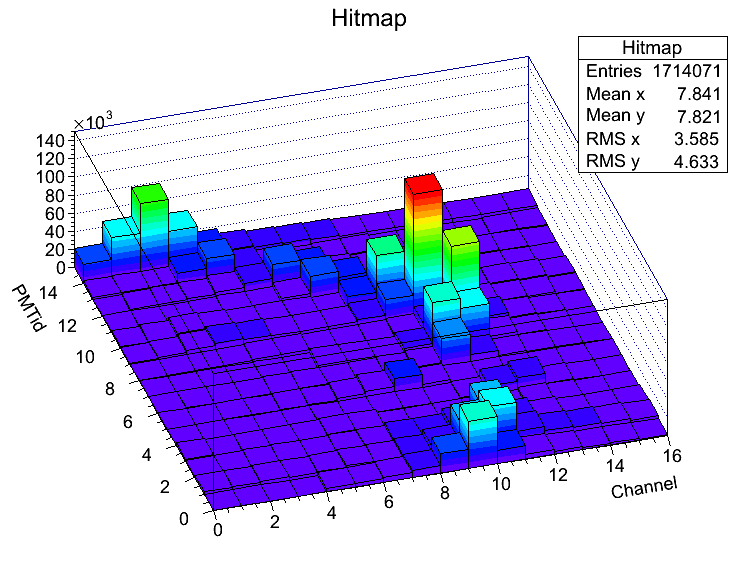 Hitmap
Hitmap
Entries 1714071
Mean x 7.841
Mean y 7.821
RMS x 3.585
RMS y 4.633
×10³
140
120
100
80
60
40
20
0
14
12
10
8
6
4
2
0
PMTid
0
2
4
6
8
10
12
14
16
Channel